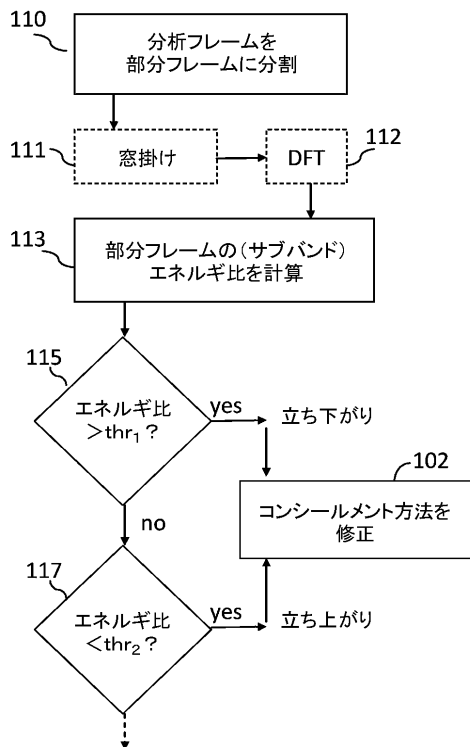 110
分析フレームを
部分フレームに分割
111
窓掛け
DFT
112
113
部分フレームの(サブバンド)
エネルギ比を計算
115
エネルギ比
>thr₁?
yes
立ち下がり
102
コンシールメント方法を
修正
no
117
エネルギ比
<thr₂?
yes
立ち上がり